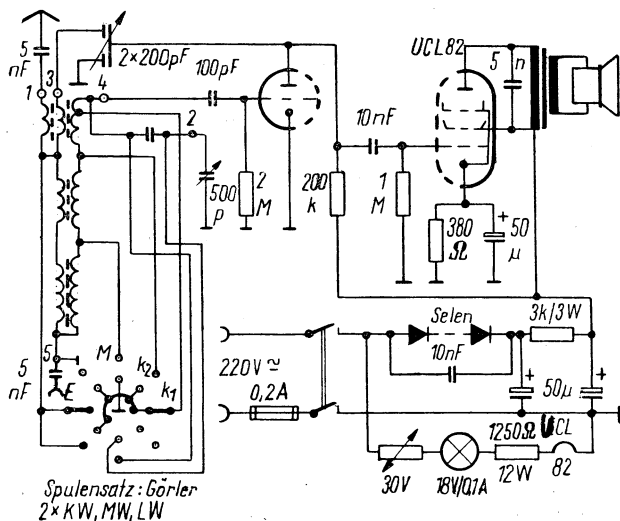 5
nF
1
3
2×200pF
4
100pF
2
500
p
2
M
200
k
10nF
1
M
UCL82
5 n
380
Ω
+
50
µ
3k/3W
Selen
10nF
+
50µ
+
220V ≂
0,2A
1250Ω
12W
UCL
82
30V
18V/0,1A
5
nF
5
E
M
k2
k1
Spulensatz: Görler
2×KW, MW, LW